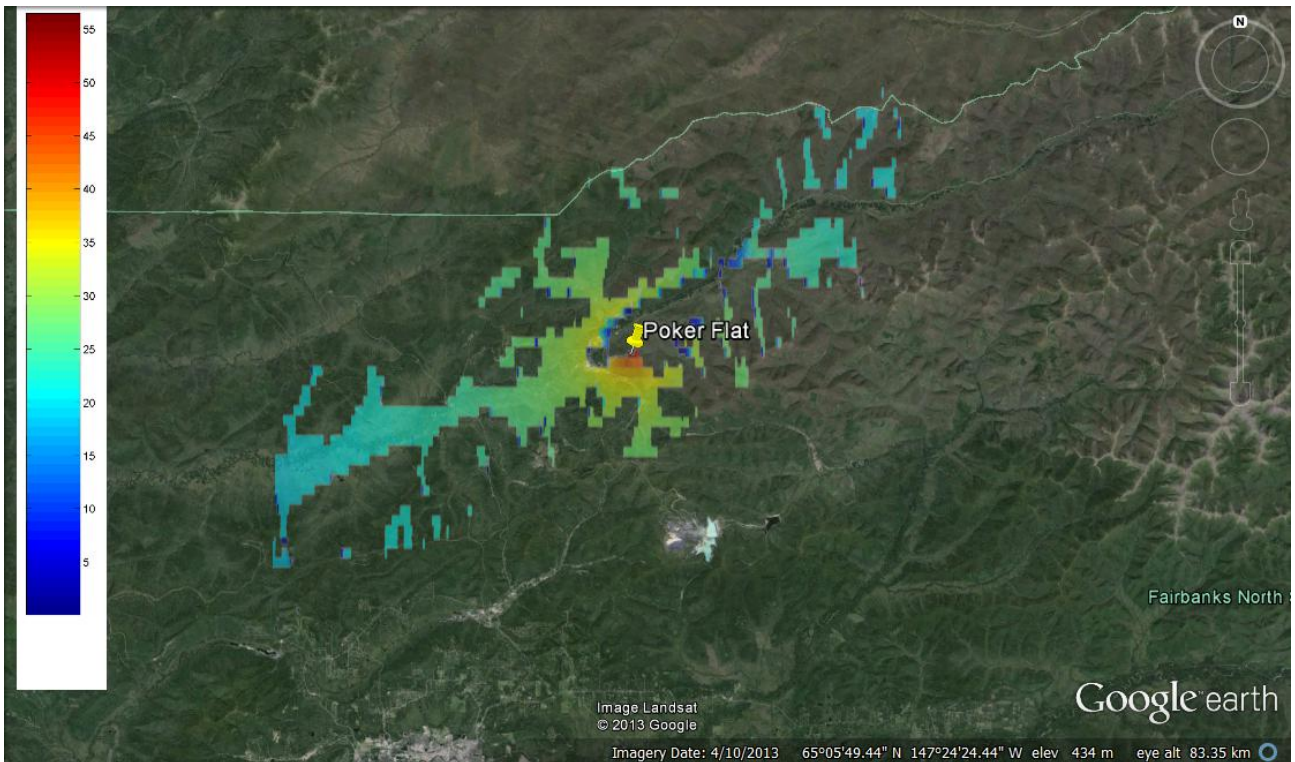 55
50
45
40
35
30
25
20
15
10
5
N
Poker Flat
Fairbanks North
Google earth
Image Landsat
© 2013 Google
Imagery Date: 4/10/2013 65°05'49.44" N 147°24'24.44" W elev 434 m eye alt 83.35 km